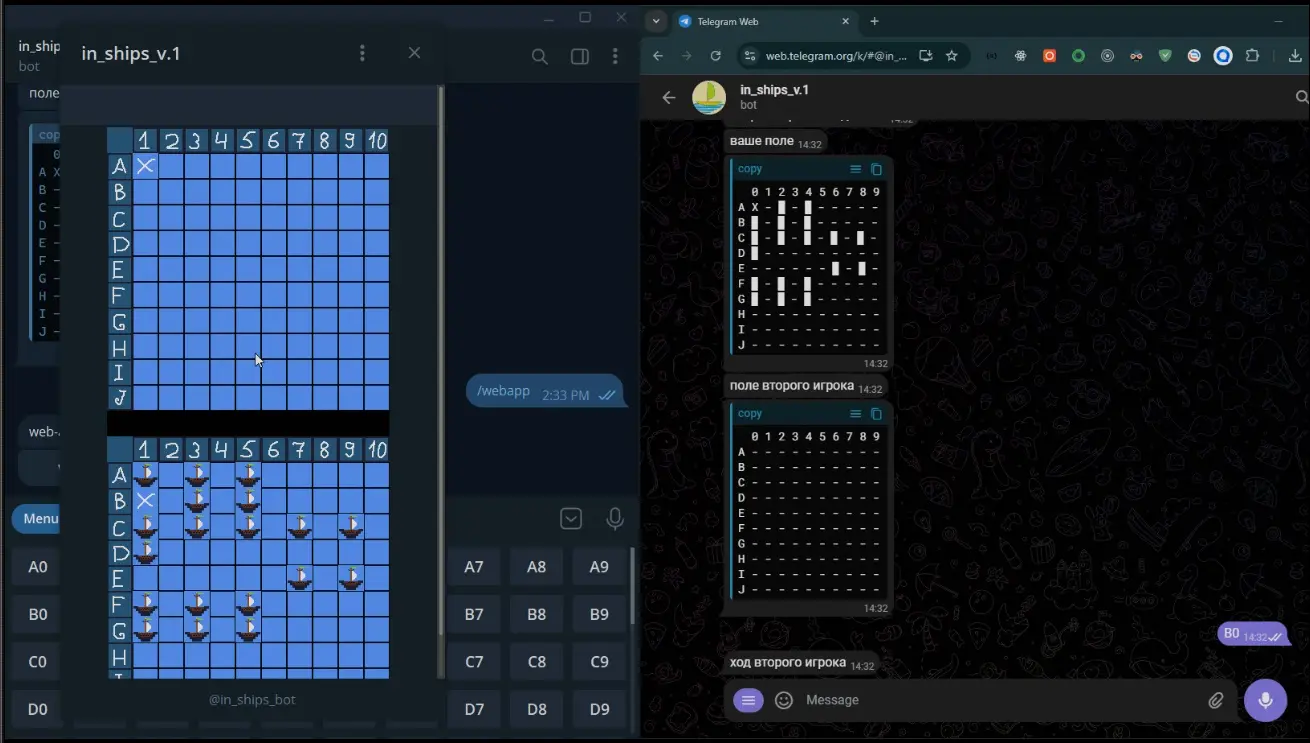 in_ship
bot
поле
cop
0
A X
B -
C -
D -
E -
F -
G -
H -
I -
J -
web-
Menu
in_ships_v.1
1 2 3 4 5 6 7 8 9 10
A X
B
C
D
E
F
G
H
I
J
1 2 3 4 5 6 7 8 9 10
A
B X
C
D
E
F
G
H
@in_ships_bot
/webapp 2:33 PM
A0 A7 A8 A9
B0 B7 B8 B9
C0 C7 C8 C9
D0 D7 D8 D9
Telegram Web
web.telegram.org/k/#@in_...
in_ships_v.1
bot
14:32
ваше поле 14:32
copy
0 1 2 3 4 5 6 7 8 9
A X - █ - █ - - - - -
B █ - █ - █ - - - - -
C █ - █ - █ - █ - █ -
D █ - - - - - - - - -
E - - - - - - █ - █ -
F █ - █ - █ - - - - -
G █ - █ - █ - - - - -
H - - - - - - - - - -
I - - - - - - - - - -
J - - - - - - - - - -
14:32
поле второго игрока 14:32
copy
0 1 2 3 4 5 6 7 8 9
A - - - - - - - - - -
B - - - - - - - - - -
C - - - - - - - - - -
D - - - - - - - - - -
E - - - - - - - - - -
F - - - - - - - - - -
G - - - - - - - - - -
H - - - - - - - - - -
I - - - - - - - - - -
J - - - - - - - - - -
14:32
B0 14:32
ход второго игрока 14:32
Message